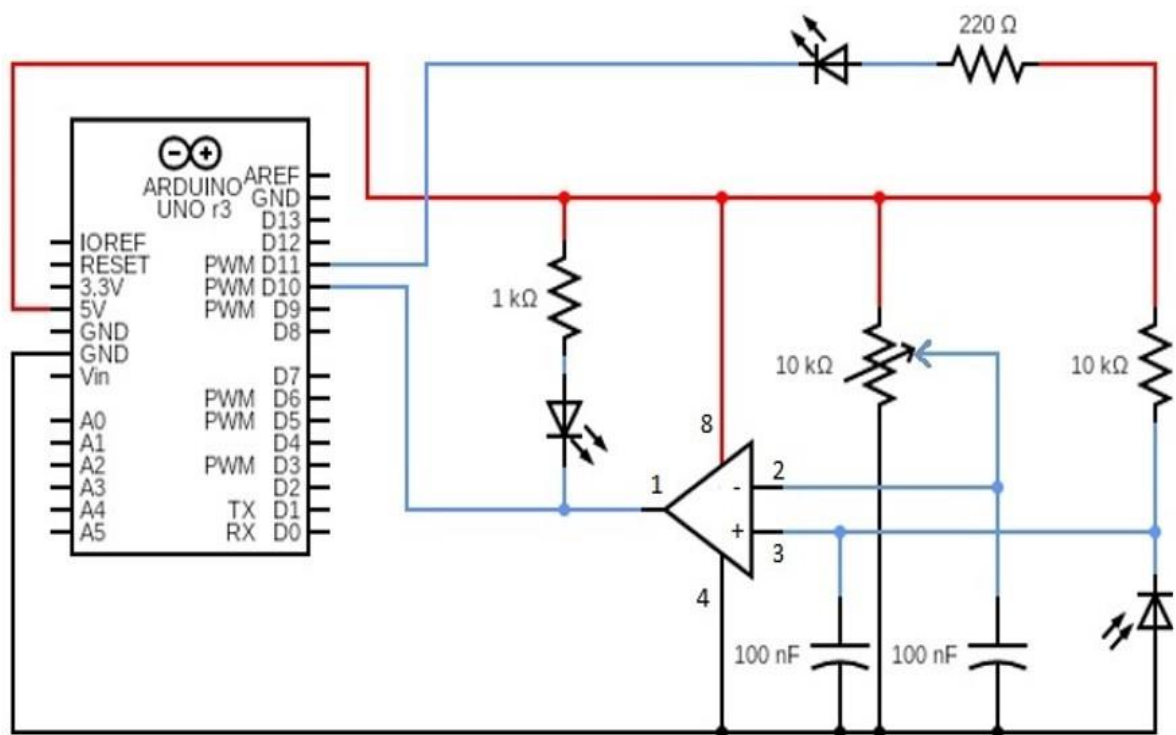 220 Ω
ARDUINO
UNO r3
AREF
GND
D13
IOREF
D12
RESET
PWM D11
3.3V
PWM D10
5V
PWM D9
GND
D8
GND
Vin
D7
PWM D6
A0
PWM D5
A1
D4
A2
PWM D3
A3
D2
A4
TX D1
A5
RX D0
1 kΩ
10 kΩ
10 kΩ
8
1
2
-
+
3
4
100 nF
100 nF